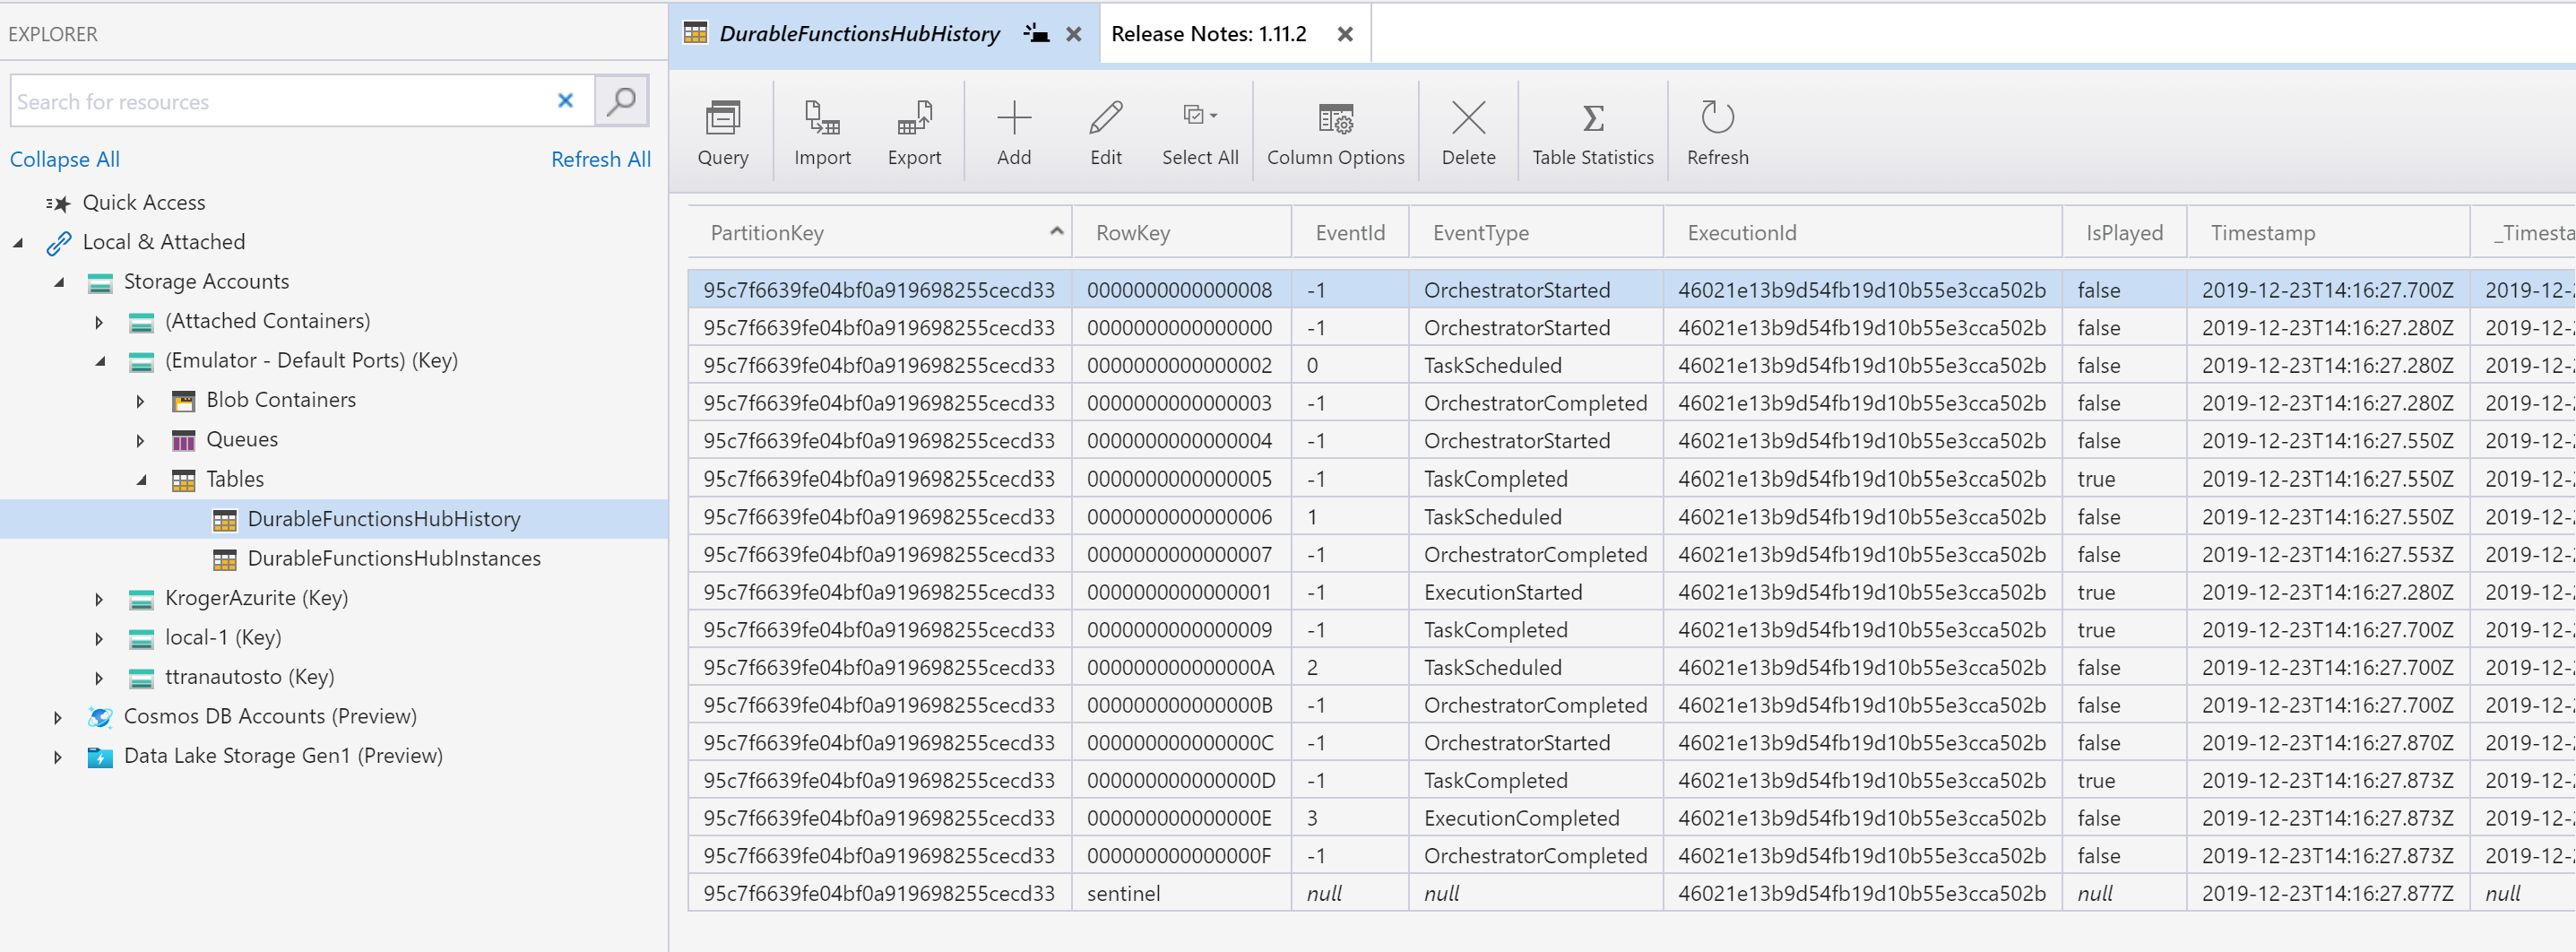 EXPLORER
Search for resources
Collapse All Refresh All
Quick Access
Local & Attached
Storage Accounts
(Attached Containers)
(Emulator - Default Ports) (Key)
Blob Containers
Queues
Tables
DurableFunctionsHubHistory
DurableFunctionsHubInstances
KrogerAzurite (Key)
local-1 (Key)
ttranautosto (Key)
Cosmos DB Accounts (Preview)
Data Lake Storage Gen1 (Preview)
DurableFunctionsHubHistory Release Notes: 1.11.2
Query Import Export Add Edit Select All Column Options Delete Table Statistics Refresh
PartitionKey RowKey EventId EventType ExecutionId IsPlayed Timestamp _Timesta
95c7f6639fe04bf0a919698255cecd33 0000000000000008 -1 OrchestratorStarted 46021e13b9d54fb19d10b55e3cca502b false 2019-12-23T14:16:27.700Z 2019-12-
95c7f6639fe04bf0a919698255cecd33 0000000000000000 -1 OrchestratorStarted 46021e13b9d54fb19d10b55e3cca502b false 2019-12-23T14:16:27.280Z 2019-12-
95c7f6639fe04bf0a919698255cecd33 0000000000000002 0 TaskScheduled 46021e13b9d54fb19d10b55e3cca502b false 2019-12-23T14:16:27.280Z 2019-12-
95c7f6639fe04bf0a919698255cecd33 0000000000000003 -1 OrchestratorCompleted 46021e13b9d54fb19d10b55e3cca502b false 2019-12-23T14:16:27.280Z 2019-12-
95c7f6639fe04bf0a919698255cecd33 0000000000000004 -1 OrchestratorStarted 46021e13b9d54fb19d10b55e3cca502b false 2019-12-23T14:16:27.550Z 2019-12-
95c7f6639fe04bf0a919698255cecd33 0000000000000005 -1 TaskCompleted 46021e13b9d54fb19d10b55e3cca502b true 2019-12-23T14:16:27.550Z 2019-12-
95c7f6639fe04bf0a919698255cecd33 0000000000000006 1 TaskScheduled 46021e13b9d54fb19d10b55e3cca502b false 2019-12-23T14:16:27.550Z 2019-12-
95c7f6639fe04bf0a919698255cecd33 0000000000000007 -1 OrchestratorCompleted 46021e13b9d54fb19d10b55e3cca502b false 2019-12-23T14:16:27.553Z 2019-12-
95c7f6639fe04bf0a919698255cecd33 0000000000000001 -1 ExecutionStarted 46021e13b9d54fb19d10b55e3cca502b true 2019-12-23T14:16:27.280Z 2019-12-
95c7f6639fe04bf0a919698255cecd33 0000000000000009 -1 TaskCompleted 46021e13b9d54fb19d10b55e3cca502b true 2019-12-23T14:16:27.700Z 2019-12-
95c7f6639fe04bf0a919698255cecd33 000000000000000A 2 TaskScheduled 46021e13b9d54fb19d10b55e3cca502b false 2019-12-23T14:16:27.700Z 2019-12-
95c7f6639fe04bf0a919698255cecd33 000000000000000B -1 OrchestratorCompleted 46021e13b9d54fb19d10b55e3cca502b false 2019-12-23T14:16:27.700Z 2019-12-
95c7f6639fe04bf0a919698255cecd33 000000000000000C -1 OrchestratorStarted 46021e13b9d54fb19d10b55e3cca502b false 2019-12-23T14:16:27.870Z 2019-12-
95c7f6639fe04bf0a919698255cecd33 000000000000000D -1 TaskCompleted 46021e13b9d54fb19d10b55e3cca502b true 2019-12-23T14:16:27.873Z 2019-12-
95c7f6639fe04bf0a919698255cecd33 000000000000000E 3 ExecutionCompleted 46021e13b9d54fb19d10b55e3cca502b false 2019-12-23T14:16:27.873Z 2019-12-
95c7f6639fe04bf0a919698255cecd33 000000000000000F -1 OrchestratorCompleted 46021e13b9d54fb19d10b55e3cca502b false 2019-12-23T14:16:27.873Z 2019-12-
95c7f6639fe04bf0a919698255cecd33 sentinel null null 46021e13b9d54fb19d10b55e3cca502b null 2019-12-23T14:16:27.877Z null